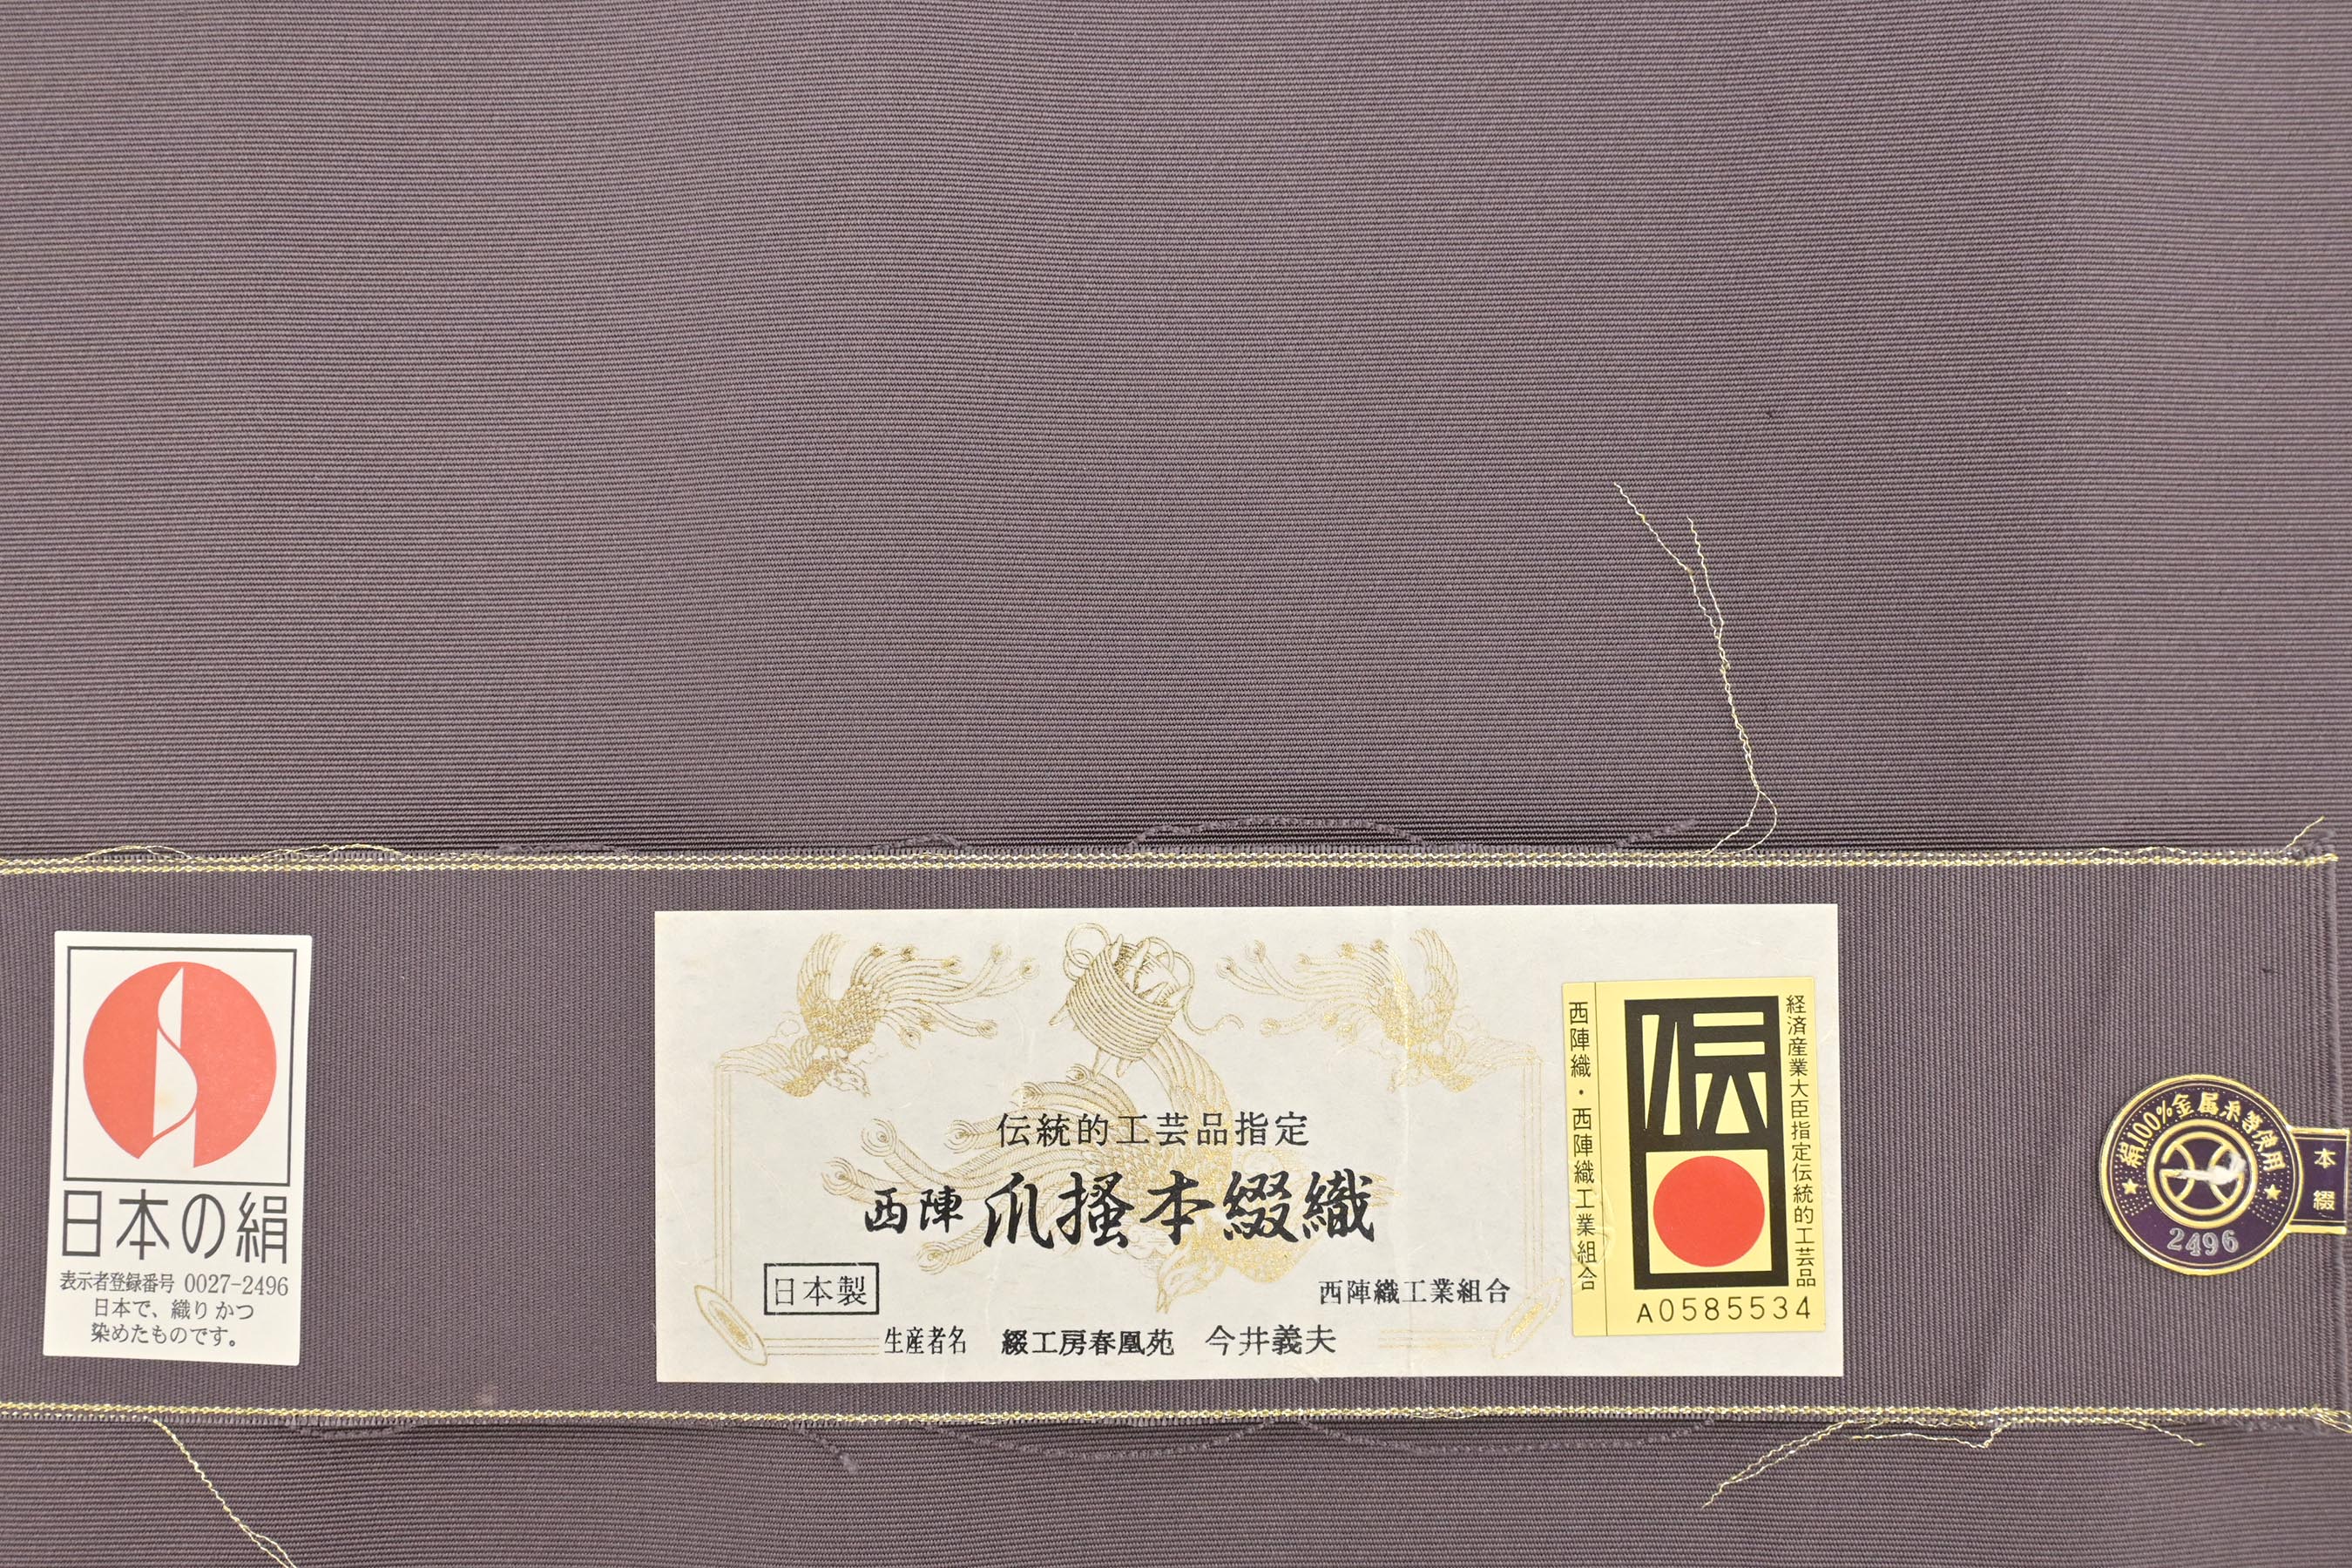 日本の絹
表示者登録番号 0027-2496
日本で、織りかつ
染めたものです。
伝統的工芸品指定
西陣 爪掻本綴織
日本製
西陣織工業組合
生産者名 綴工房春凰苑 今井義夫
西陣織・西陣織工業組合
伝
経済産業大臣指定伝統的工芸品
A0585534
絹100%金属糸等使用
2496
本綴